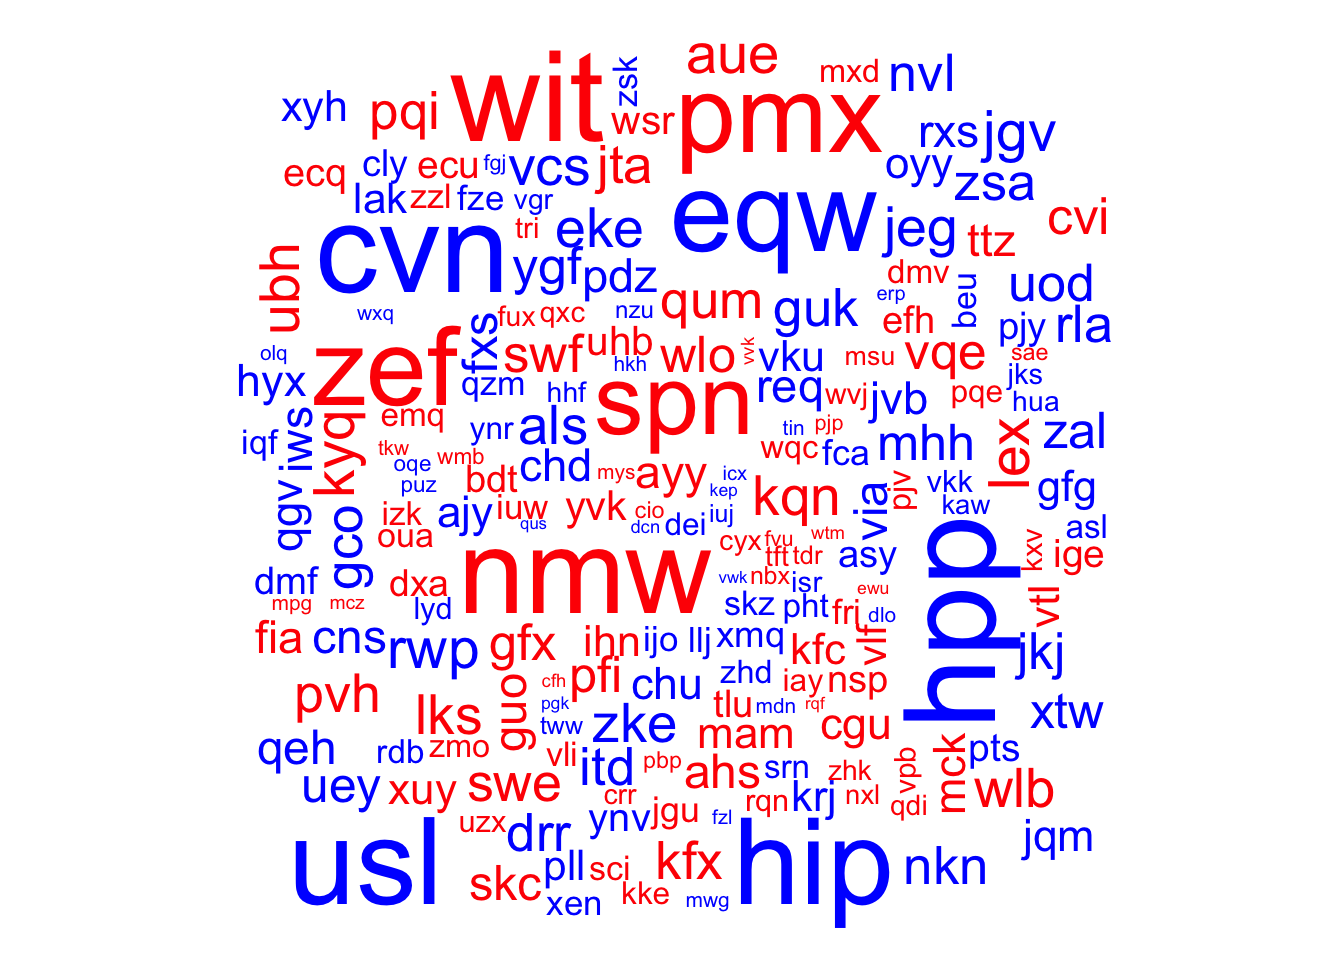 wit
zsk
aue
mxd
nvl
xyh
pqi
wsr
pmx
rxs
jgv
ecq
cly
ecu
fgj
vcs
jta
oyy
zsa
lak
zzl
fze
vgr
eqw
cvi
cvn
tri
eke
jeg
ttz
ubh
ygf
pdz
dmv
uod
wxq
fux
qxc
nzu
qum
guk
erp
beu
efh
pjy
rla
olq
zef
fxs
swf
uhb
hkh
wlo
vvk
vku
msu
vqe
sae
hyx
qzm
hhf
spn
req
wvj
jvb
pqe
jks
hua
iqf
iws
kyq
emq
ynr
als
tin
pjp
mhh
lex
zal
tkw
oqe
wmb
chd
wqc
fca
qgv
puz
bdt
mys
ayy
icx
kep
kqn
via
pjv
vkk
gfg
gco
izk
ajy
iuw
qus
yvk
cio
dcn
dei
iuj
kaw
asl
oua
nmw
cyx
fvu
wtm
tft
tdr
asy
hpp
kxv
ige
dmf
dxa
vwk
nbx
isr
ewu
mpg
mcz
lyd
skz
pht
fri
dlo
vtl
fia
cns
rwp
gfx
ihn
ijo
llj
xmq
kfc
vlf
jkj
pvh
lks
guo
cfh
pfi
chu
zhd
iay
nsp
pgk
tlu
mdn
rqf
xtw
qeh
rdb
zmo
tww
zke
mam
cgu
vli
itd
pbp
ahs
srn
zhk
vpb
mck
pts
uey
xuy
swe
crr
jgu
rqn
krj
nxl
qdi
wlb
usl
uzx
drr
ynv
fzl
hip
jqm
skc
pll
sci
kfx
nkn
xen
kke
mwg